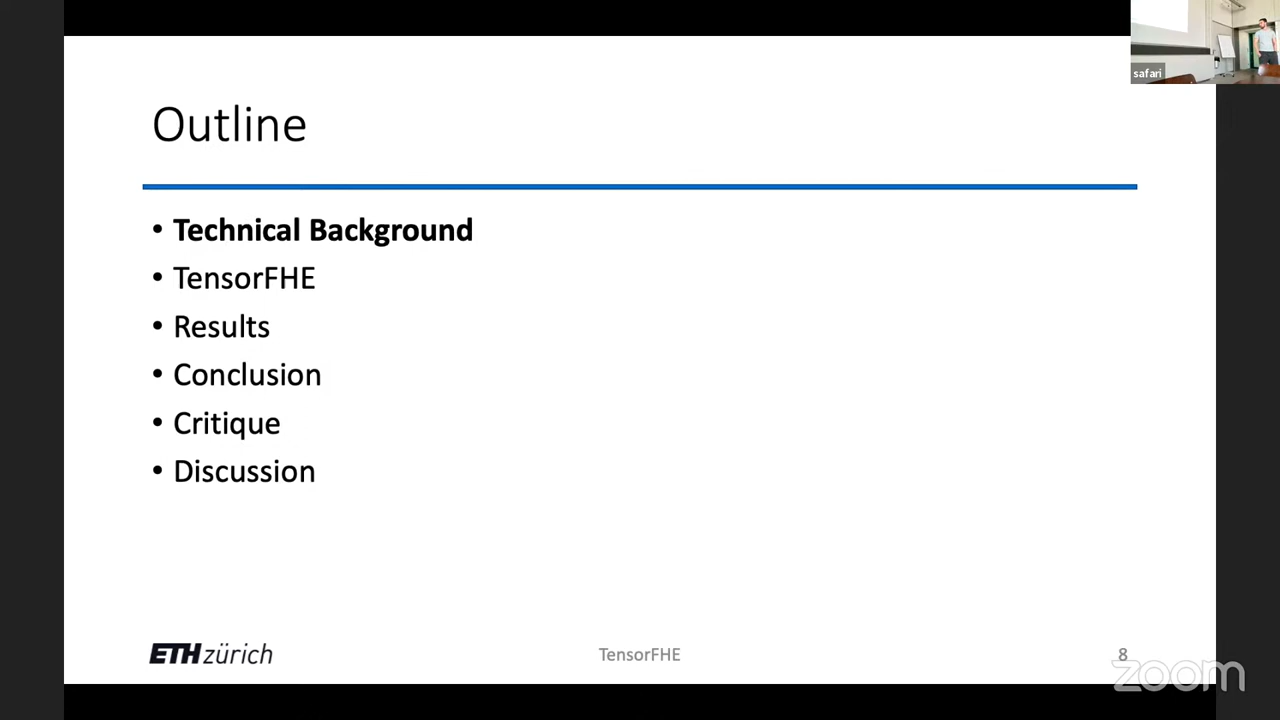 safari
Outline
• Technical Background
• TensorFHE
• Results
• Conclusion
• Critique
• Discussion
ETH zürich
TensorFHE
8
zoom